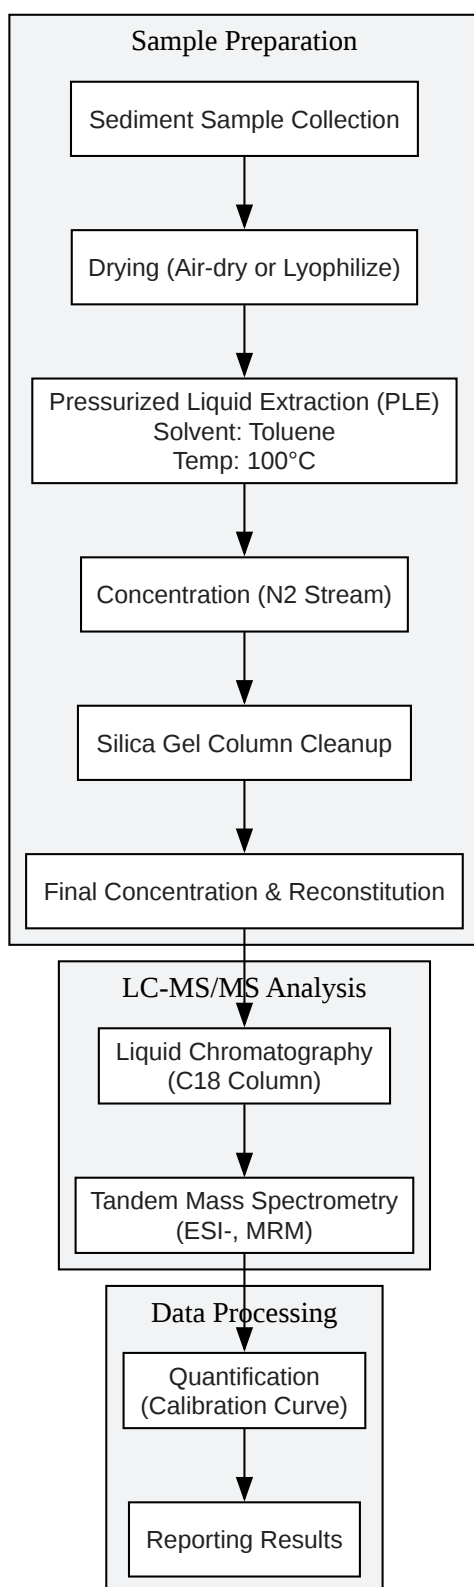 Sample Preparation
Sediment Sample Collection
Drying (Air-dry or Lyophilize)
Pressurized Liquid Extraction (PLE)
Solvent: Toluene
Temp: 100°C
Concentration (N2 Stream)
Silica Gel Column Cleanup
Final Concentration & Reconstitution
LC-MS/MS Analysis
Liquid Chromatography
(C18 Column)
Tandem Mass Spectrometry
(ESI-, MRM)
Data Processing
Quantification
(Calibration Curve)
Reporting Results